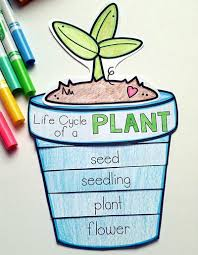 Life Cycle
of a PLANT
seed
seedling
plant
flower